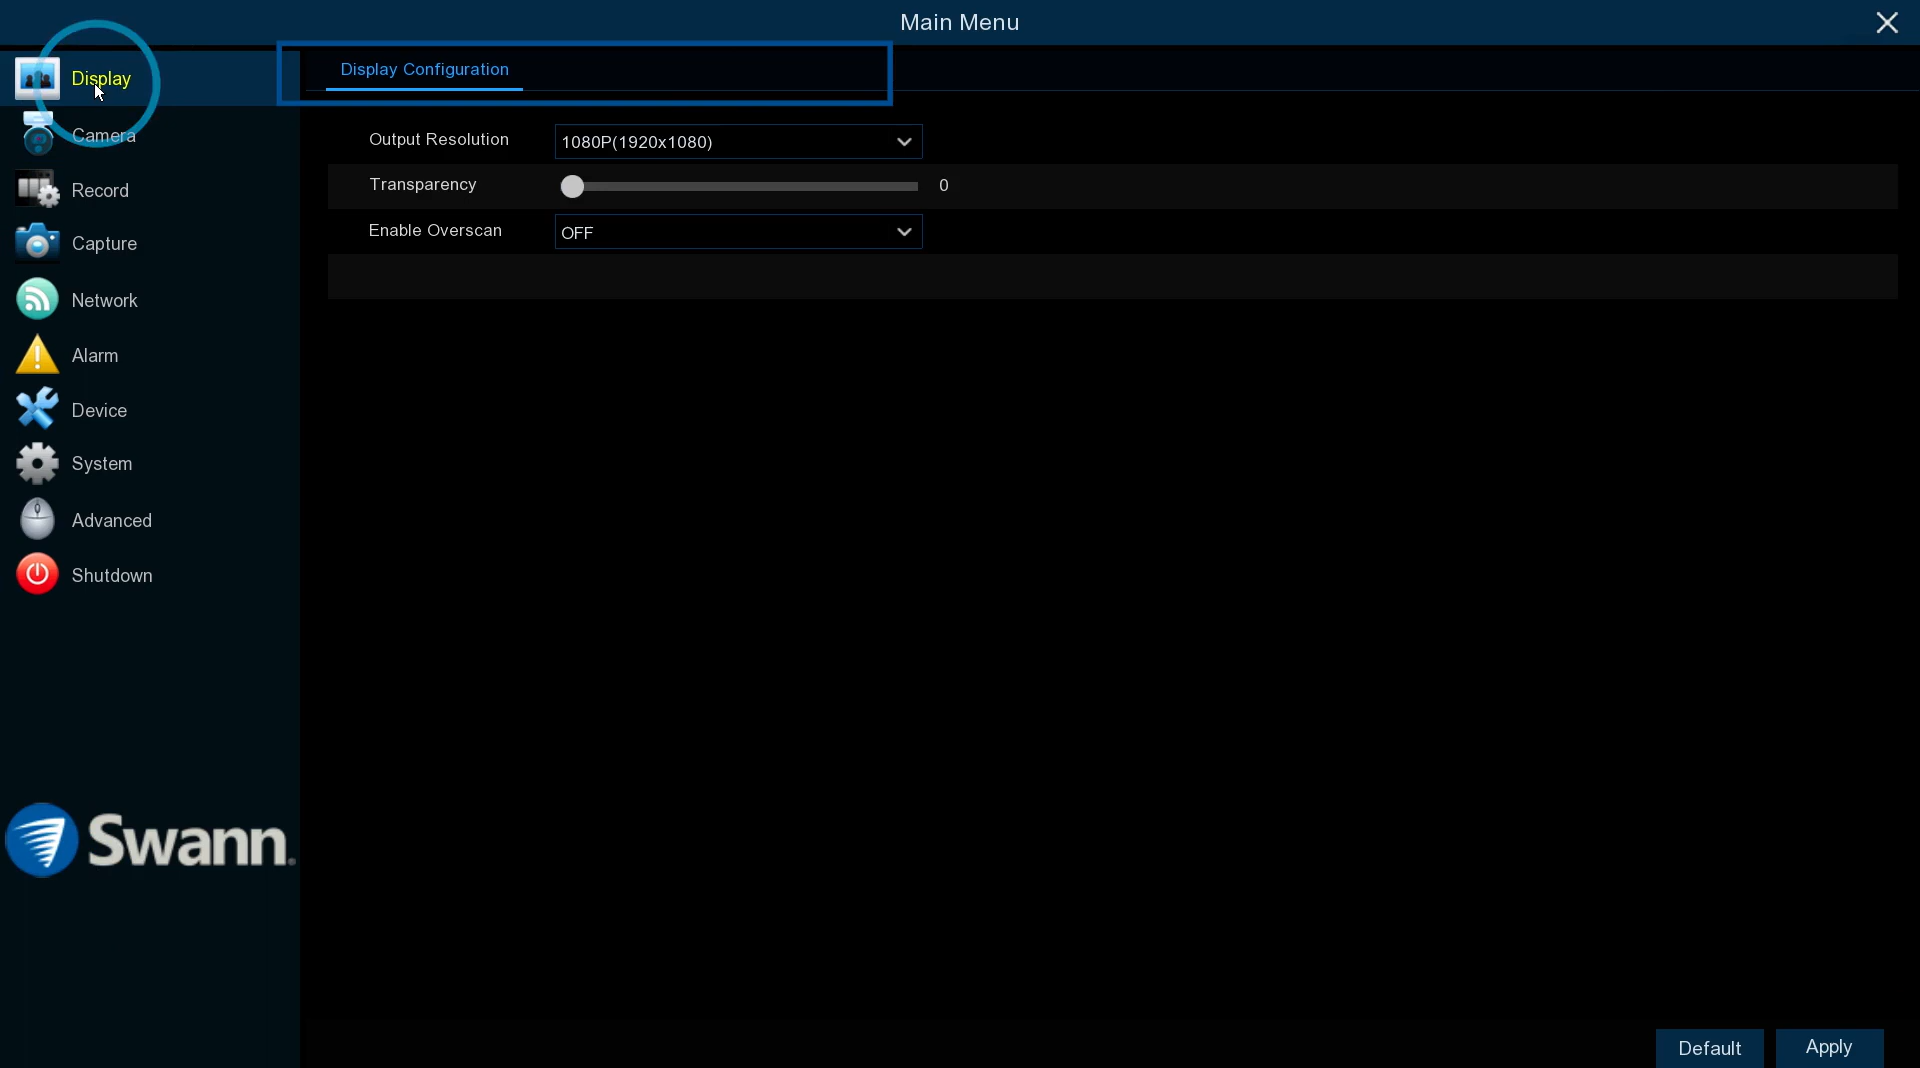 Main Menu
Display
Camera
Record
Capture
Network
Alarm
Device
System
Advanced
Shutdown
Swann
Display Configuration
Output Resolution 1080P(1920x1080)
Transparency 0
Enable Overscan OFF
Default Apply